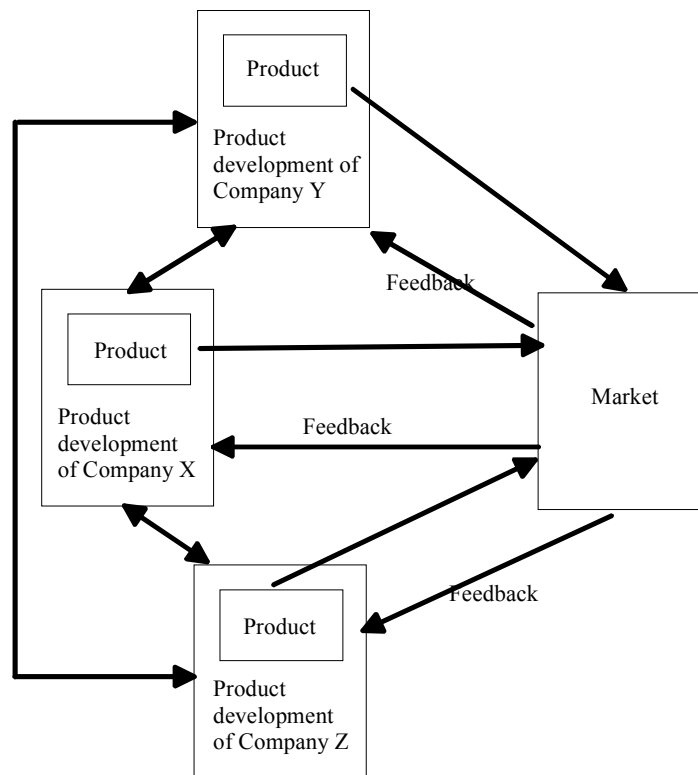 Product
Product
development of
Company Y
Feedback
Product
Market
Product
development
of Company X
Feedback
Feedback
Product
Product
development
of Company Z